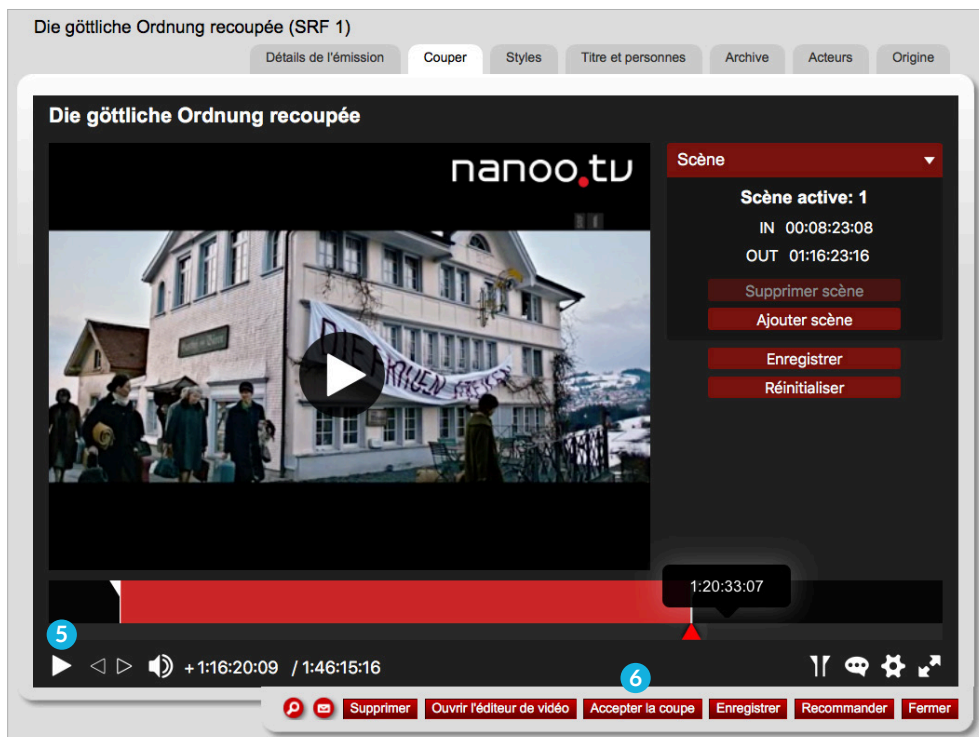 Die göttliche Ordnung recoupée (SRF 1)
Détails de l'émission Couper Styles Titre et personnes Archive Acteurs Origine
Die göttliche Ordnung recoupée
nanoo.tv
Scène
Scène active: 1
IN 00:08:23:08
OUT 01:16:23:16
Supprimer scène
Ajouter scène
Enregistrer
Réinitialiser
DIE FRAUEN STREIKEN
1:20:33:07
5
+1:16:20:09 / 1:46:15:16
6
Supprimer Ouvrir l'éditeur de vidéo Accepter la coupe Enregistrer Recommander Fermer